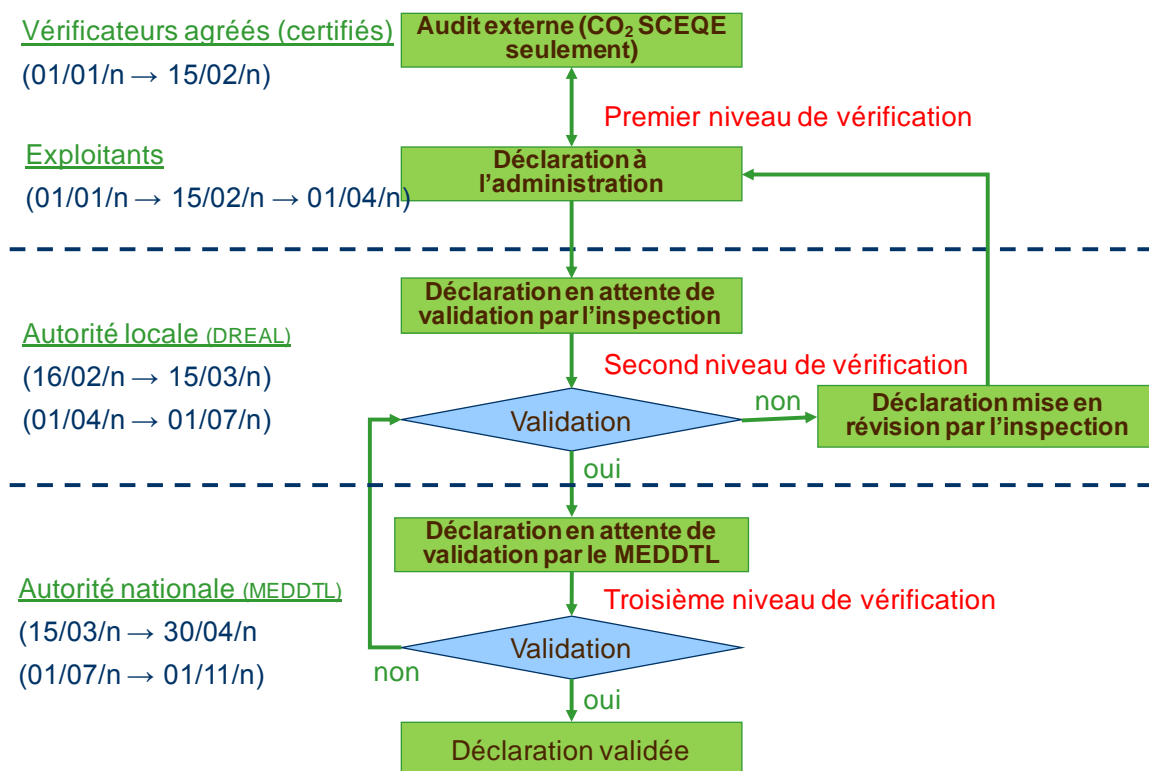 Vérificateurs agréés (certifiés)
(01/01/n → 15/02/n)
Audit externe (CO₂ SCEQE
seulement)
Premier niveau de vérification
Exploitants
(01/01/n → 15/02/n → 01/04/n)
Déclaration à
l'administration
Déclaration en attente de
validation par l'inspection
Autorité locale (DREAL)
(16/02/n → 15/03/n)
(01/04/n → 01/07/n)
Second niveau de vérification
Validation
non
Déclaration mise en
révision par l'inspection
oui
Déclaration en attente de
validation par le MEDDTL
Autorité nationale (MEDDTL)
(15/03/n → 30/04/n
(01/07/n → 01/11/n)
Troisième niveau de vérification
Validation
non
oui
Déclaration validée